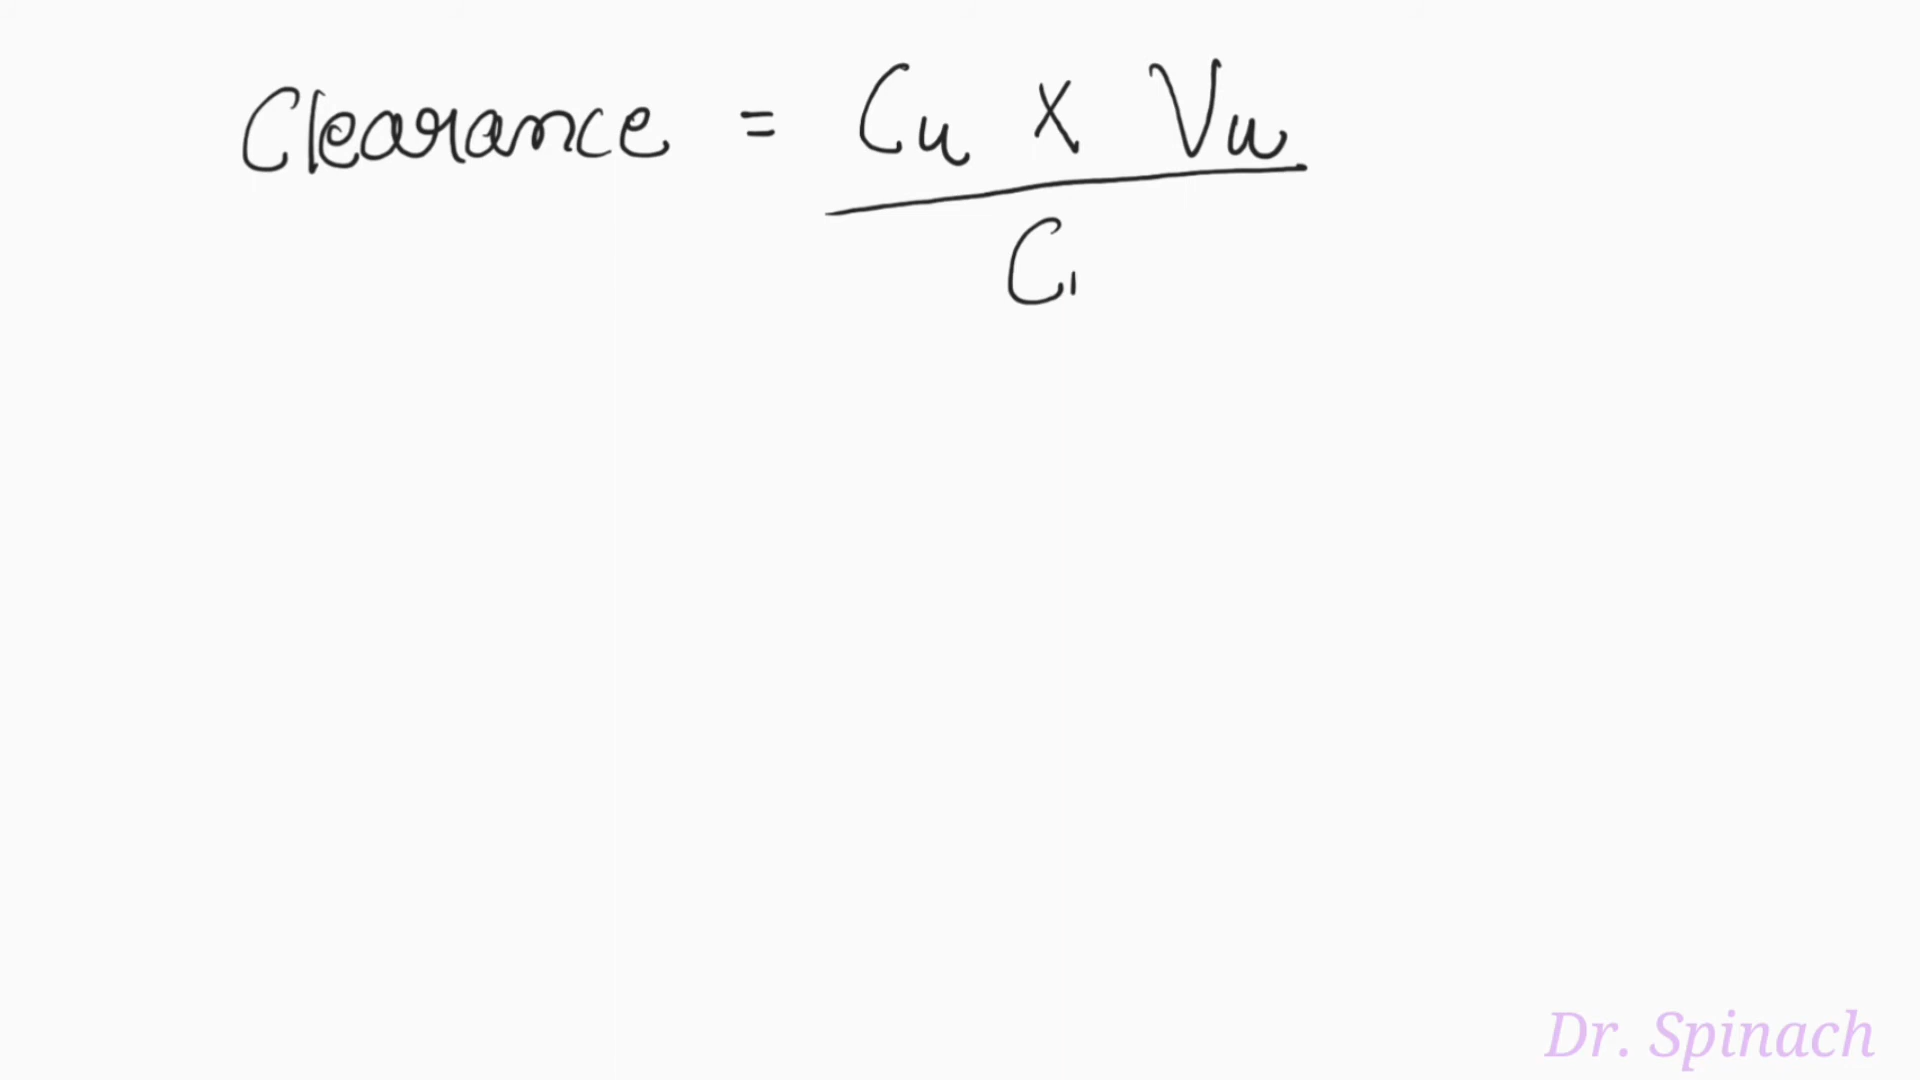 Clearance = Cu X Vu
C
Dr. Spinach